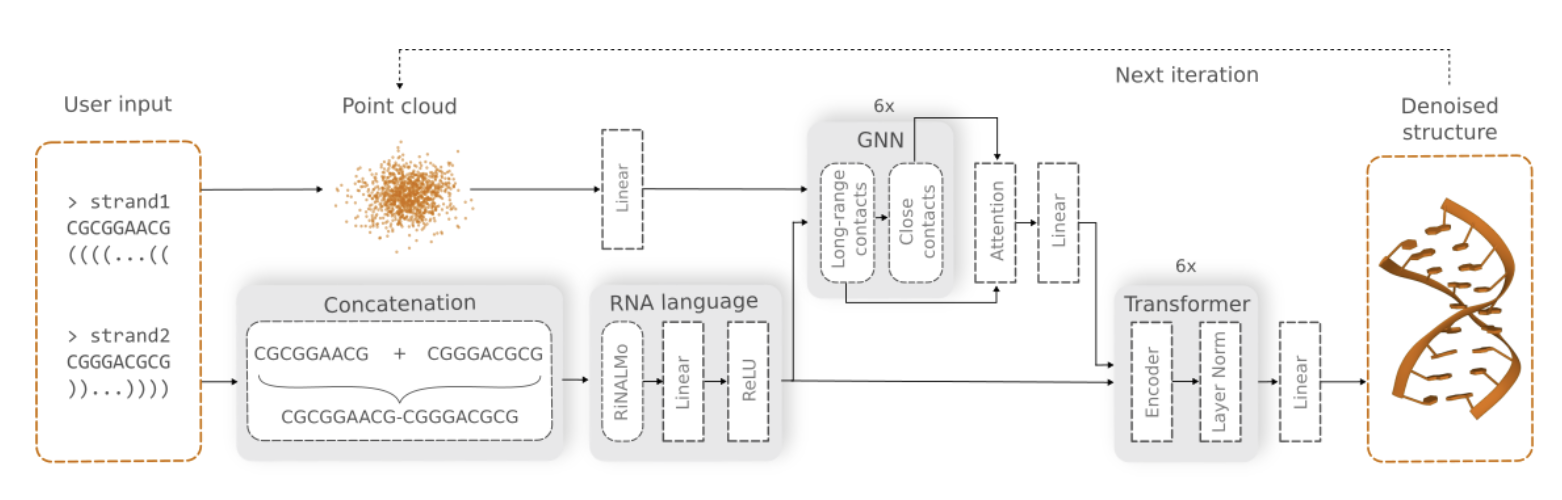 User input
> strand1
CGCGGAACG
((((...((
> strand2
CGGGACGCG
))...))))
Point cloud
Next iteration
Denoised
structure
Linear
6x
GNN
Long-range
contacts
Close
contacts
Attention
Linear
Concatenation
CGCGGAACG + CGGGACGCG
CGCGGAACG-CGGGACGCG
RNA language
RiNALMo
Linear
ReLU
6x
Transformer
Encoder
Layer Norm
Linear